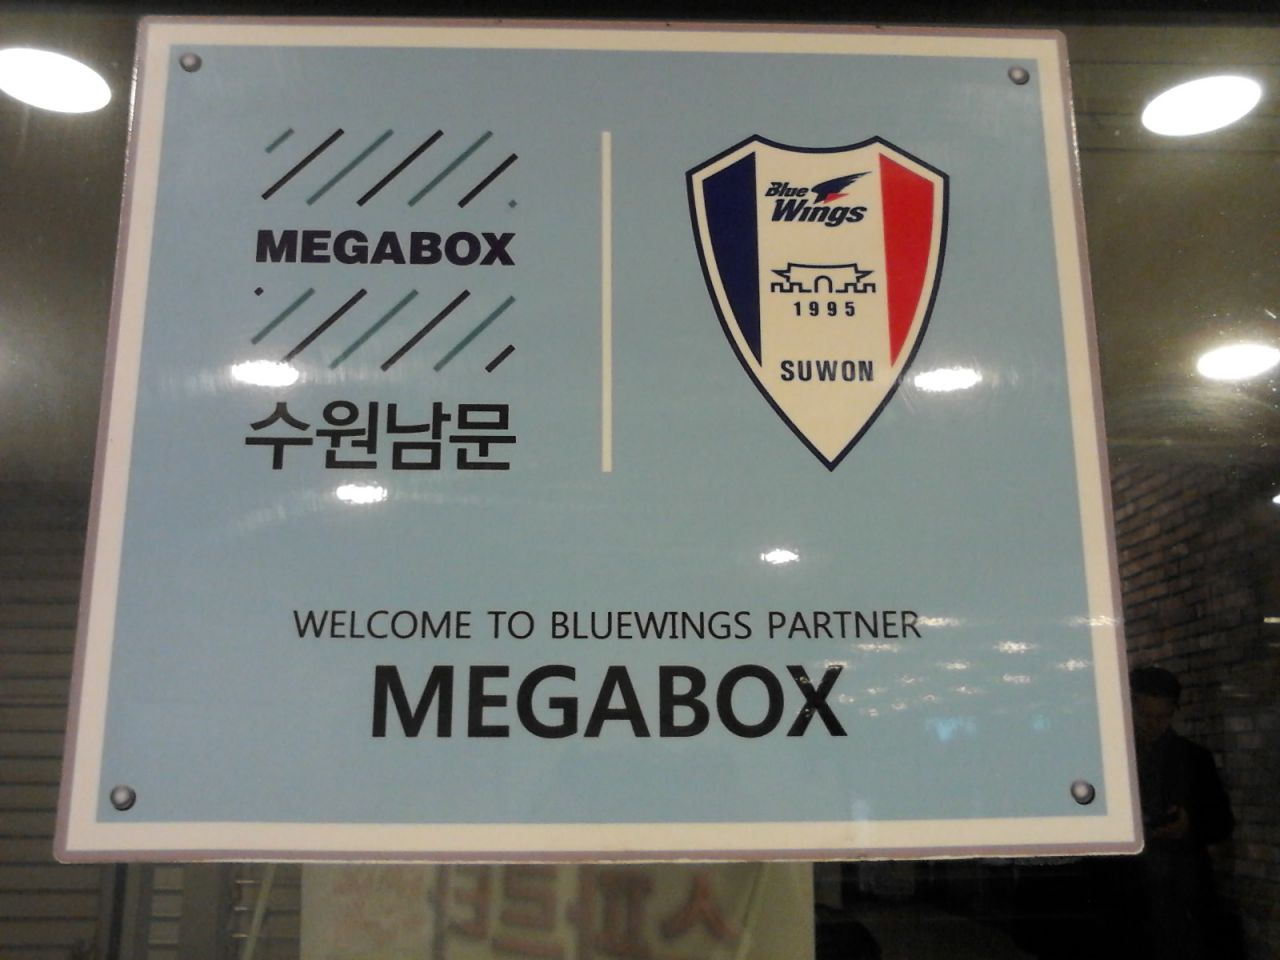 MEGABOX
수원남문
Blue
Wings
1995
SUWON
WELCOME TO BLUEWINGS PARTNER
MEGABOX